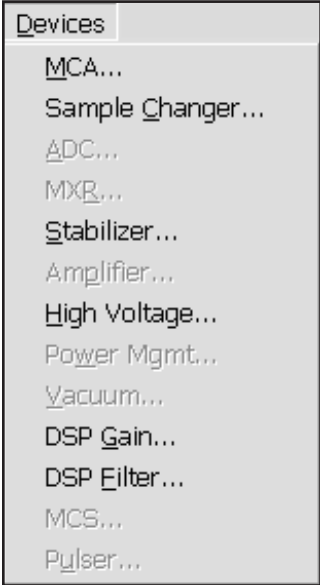 Devices
MCA...
Sample Changer...
ADC...
MXR...
Stabilizer...
Amplifier...
High Voltage...
Power Mgmt...
Vacuum...
DSP Gain...
DSP Filter...
MCS...
Pulser...